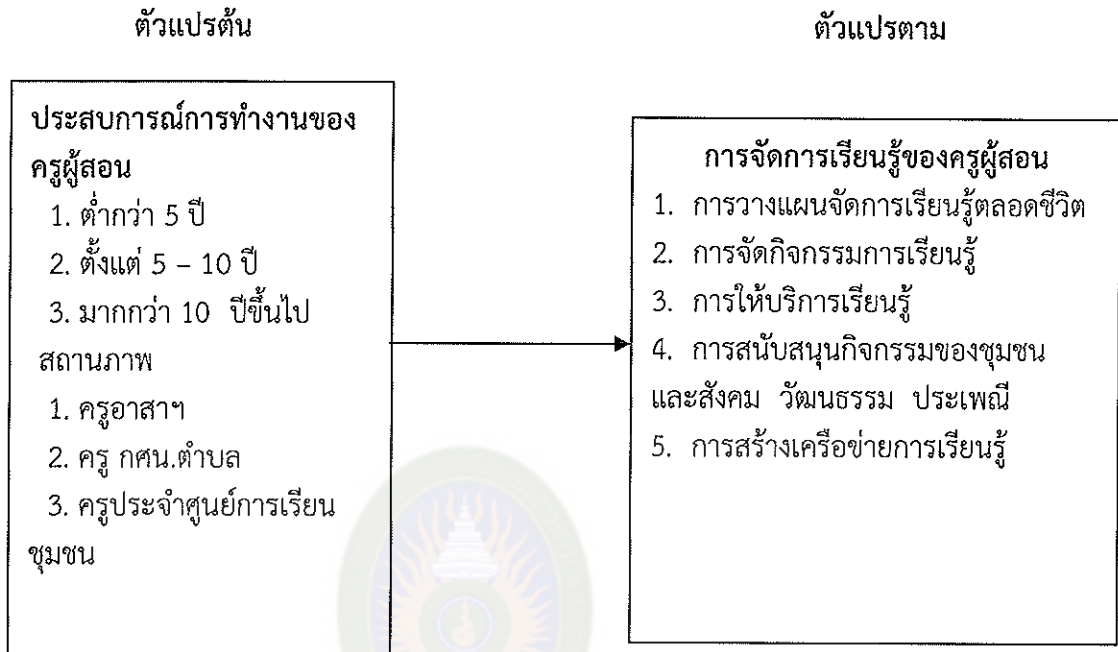 ตัวแปรต้น
ตัวแปรตาม
ประสบการณ์การทำงานของ
ครูผู้สอน
1. ต่ำกว่า 5 ปี
2. ตั้งแต่ 5 – 10 ปี
3. มากกว่า 10 ปีขึ้นไป
สถานภาพ
1. ครูอาสาฯ
2. ครู กศน.ตำบล
3. ครูประจำศูนย์การเรียน
ชุมชน
การจัดการเรียนรู้ของครูผู้สอน
1. การวางแผนจัดการเรียนรู้ตลอดชีวิต
2. การจัดกิจกรรมการเรียนรู้
3. การให้บริการเรียนรู้
4. การสนับสนุนกิจกรรมของชุมชน
และสังคม วัฒนธรรม ประเพณี
5. การสร้างเครือข่ายการเรียนรู้